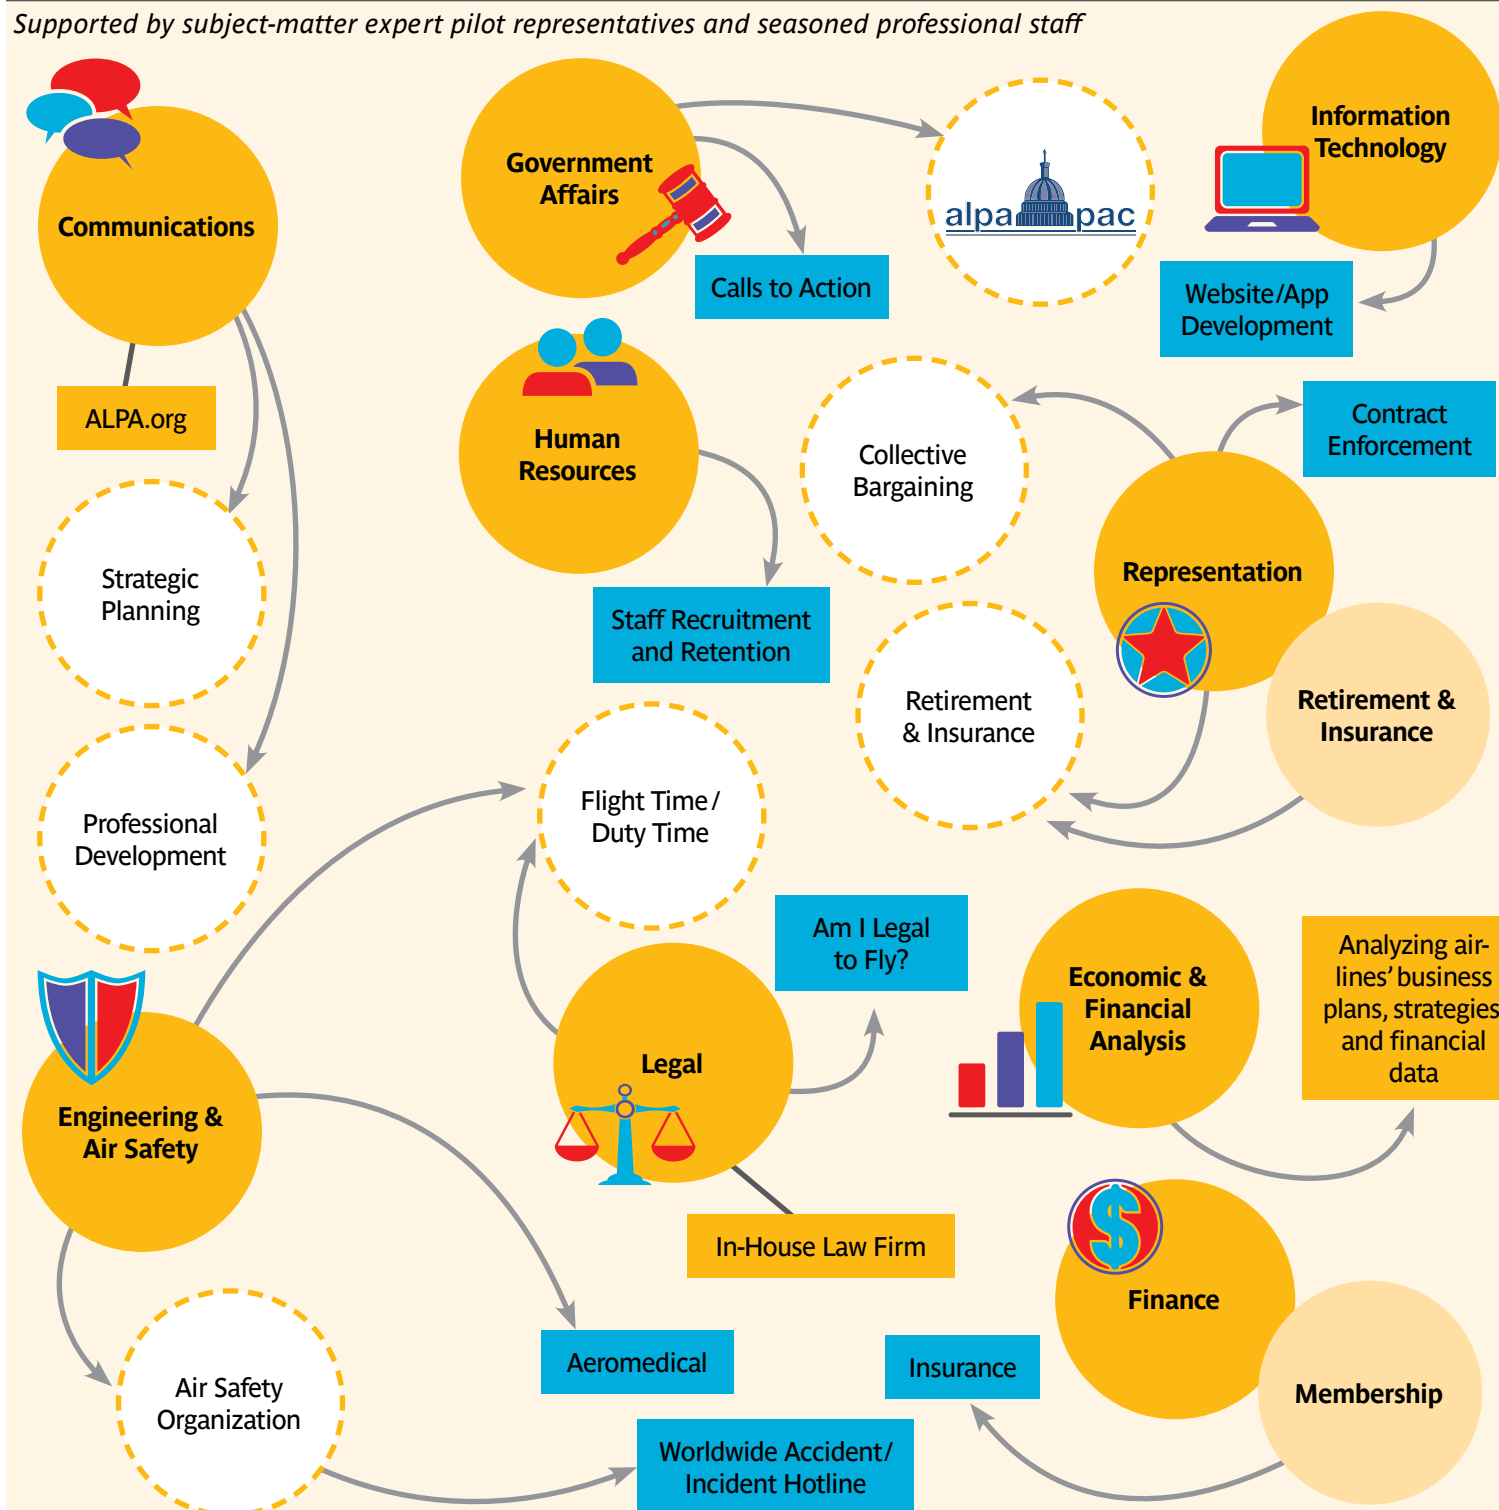 Supported by subject-matter expert pilot representatives and seasoned professional staff
Communications
ALPA.org
Strategic
Planning
Professional
Development
Government
Affairs
alpa pac
Calls to Action
Information
Technology
Website/App
Development
Human
Resources
Staff Recruitment
and Retention
Collective
Bargaining
Contract
Enforcement
Representation
Retirement
& Insurance
Retirement &
Insurance
Flight Time/
Duty Time
Am I Legal
to Fly?
Legal
In-House Law Firm
Economic &
Financial
Analysis
Analyzing air-
lines’ business
plans, strategies
and financial
data
Engineering &
Air Safety
Air Safety
Organization
Aeromedical
Worldwide Accident/
Incident Hotline
$
Finance
Insurance
Membership